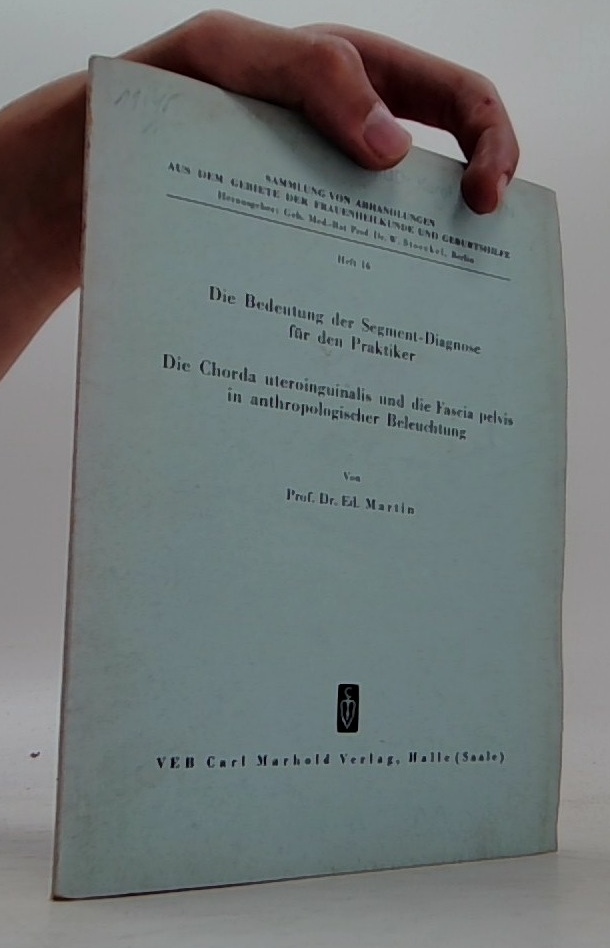 SAMMLUNG VON ABHANDLUNGEN
AUS DEM GEBIETE DER FRAUENHEILKUNDE UND GEBURTSHILFE
Herausgeber: Geh. Med.-Rat Prof. Dr. W. Stoeckel, Berlin
Heft 16
Die Bedeutung der Segment-Diagnose
für den Praktiker
Die Chorda uteroinguinalis und die Fascia pelvis
in anthropologischer Beleuchtung
Von
Prof. Dr. Ed. Martin
VEB Carl Marhold Verlag, Halle (Saale)